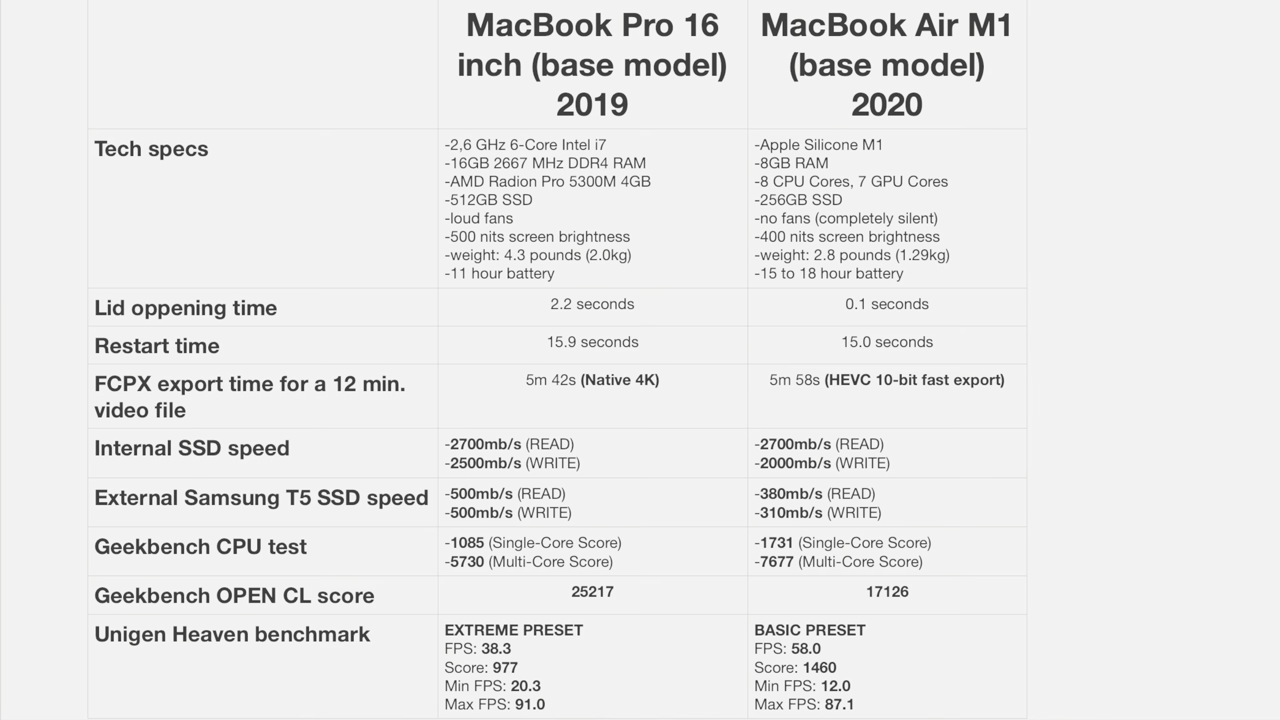 MacBook Pro 16
inch (base model)
2019
MacBook Air M1
(base model)
2020
Tech specs
-2,6 GHz 6-Core Intel i7
-16GB 2667 MHz DDR4 RAM
-AMD Radion Pro 5300M 4GB
-512GB SSD
-loud fans
-500 nits screen brightness
-weight: 4.3 pounds (2.0kg)
-11 hour battery
-Apple Silicone M1
-8GB RAM
-8 CPU Cores, 7 GPU Cores
-256GB SSD
-no fans (completely silent)
-400 nits screen brightness
-weight: 2.8 pounds (1.29kg)
-15 to 18 hour battery
Lid oppening time
2.2 seconds
0.1 seconds
Restart time
15.9 seconds
15.0 seconds
FCPX export time for a 12 min.
video file
5m 42s (Native 4K)
5m 58s (HEVC 10-bit fast export)
Internal SSD speed
-2700mb/s (READ)
-2500mb/s (WRITE)
-2700mb/s (READ)
-2000mb/s (WRITE)
External Samsung T5 SSD speed
-500mb/s (READ)
-500mb/s (WRITE)
-380mb/s (READ)
-310mb/s (WRITE)
Geekbench CPU test
-1085 (Single-Core Score)
-5730 (Multi-Core Score)
-1731 (Single-Core Score)
-7677 (Multi-Core Score)
Geekbench OPEN CL score
25217
17126
Unigen Heaven benchmark
EXTREME PRESET
FPS: 38.3
Score: 977
Min FPS: 20.3
Max FPS: 91.0
BASIC PRESET
FPS: 58.0
Score: 1460
Min FPS: 12.0
Max FPS: 87.1